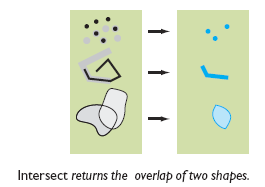 Intersect returns the overlap of two shapes.